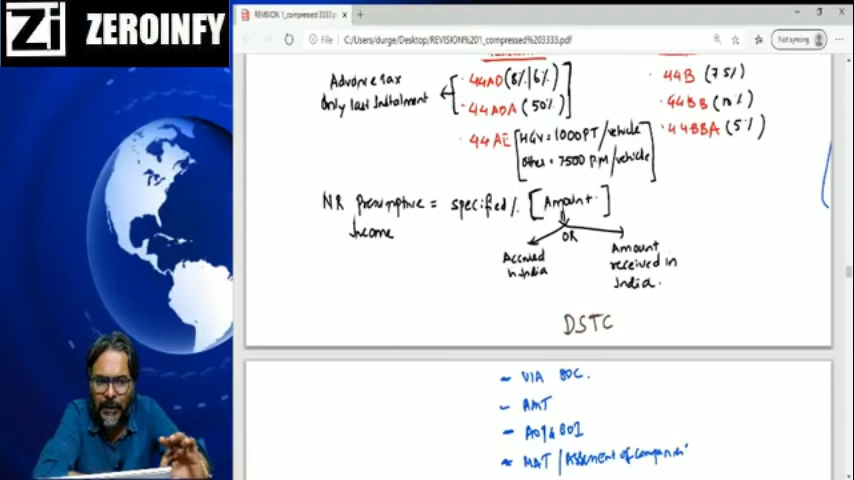 Zi ZEROINFY
REVISION 1_compressed 3333.pdf
File
C:/Users/durge/Desktop/REVISION%201_compressed%203333.pdf
Not syncing
Advance tax
Only last Instalment
44AD (8% | 6%)
44ADA (50%)
44AE [HGV = 1000PT/vehicle
other = 7500 PM/vehicle]
44B (7.5%)
44BB (10%)
44BBA (5%)
NR Presumptive = specified % [Amount]
Income
OR
Accrued
in India
Amount
received in
India.
DSTC
- VIA 80C.
- AMT
- AOP & BOI
- MAT / Assesment of companies